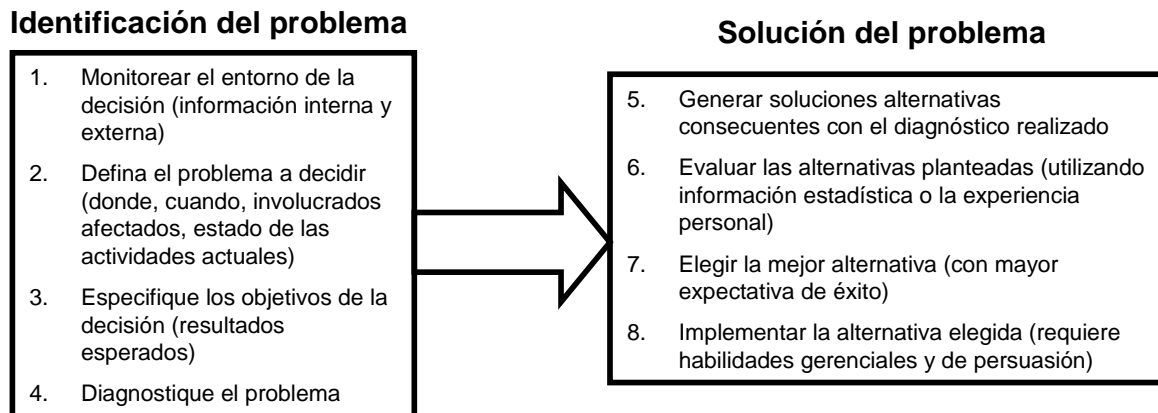 Identificación del problema
1. Monitorear el entorno de la
decisión (información interna y
externa)
2. Defina el problema a decidir
(donde, cuando, involucrados
afectados, estado de las
actividades actuales)
3. Especifique los objetivos de la
decisión (resultados
esperados)
4. Diagnostique el problema
Solución del problema
5. Generar soluciones alternativas
consecuentes con el diagnóstico realizado
6. Evaluar las alternativas planteadas (utilizando
información estadística o la experiencia
personal)
7. Elegir la mejor alternativa (con mayor
expectativa de éxito)
8. Implementar la alternativa elegida (requiere
habilidades gerenciales y de persuasión)